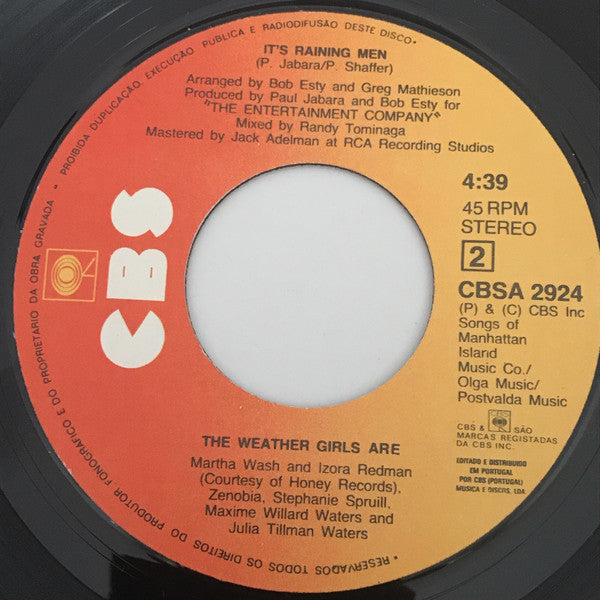 • RESERVADOS TODOS OS DIREITOS DO PRODUTOR FONOGRÁFICO E DO PROPRIETÁRIO DA OBRA GRAVADA • PROIBIDA DUPLICAÇÃO, EXECUÇÃO PÚBLICA E RADIODIFUSÃO DESTE DISCO •
IT'S RAINING MEN
(P. Jabara/P. Shaffer)
Arranged by Bob Esty and Greg Mathieson
Produced by Paul Jabara and Bob Esty for
"THE ENTERTAINMENT COMPANY"
Mixed by Randy Tominaga
Mastered by Jack Adelman at RCA Recording Studios
CBS
4:39
45 RPM
STEREO
2
CBSA 2924
(P) & (C) CBS Inc
Songs of
Manhattan
Island
Music Co./
Olga Music/
Postvalda Music
CBS & SÃO
MARCAS REGISTADAS
DA CBS INC.
EDITADO E DISTRIBUIDO
EM PORTUGAL
POR CBS (PORTUGAL)
MUSICA E DISCOS, LDA.
THE WEATHER GIRLS ARE
Martha Wash and Izora Redman
(Courtesy of Honey Records),
Zenobia, Stephanie Spruill,
Maxime Willard Waters and
Julia Tillman Waters